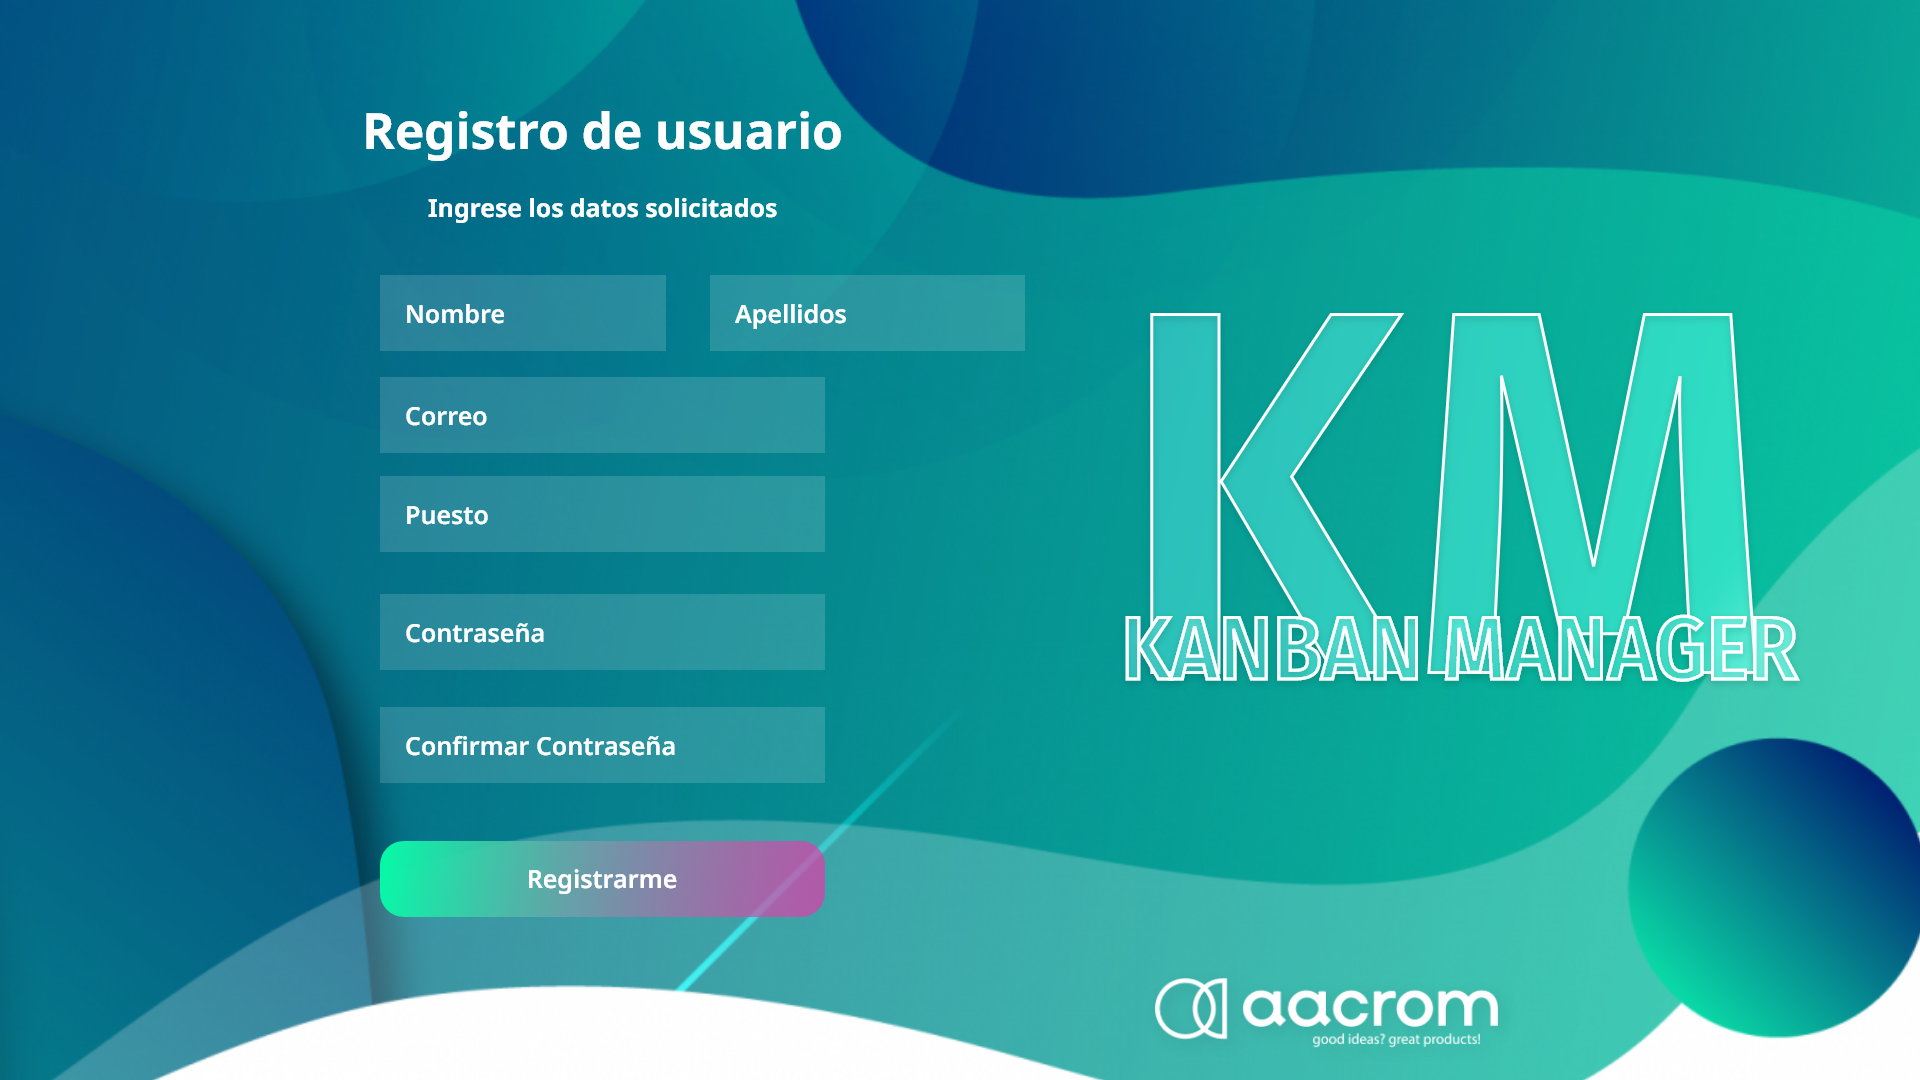 Registro de usuario
Ingrese los datos solicitados
Nombre
Apellidos
Correo
Puesto
Contraseña
Confirmar Contraseña
Registrarme
KM
KANBAN MANAGER
aacrom
good ideas? great products!